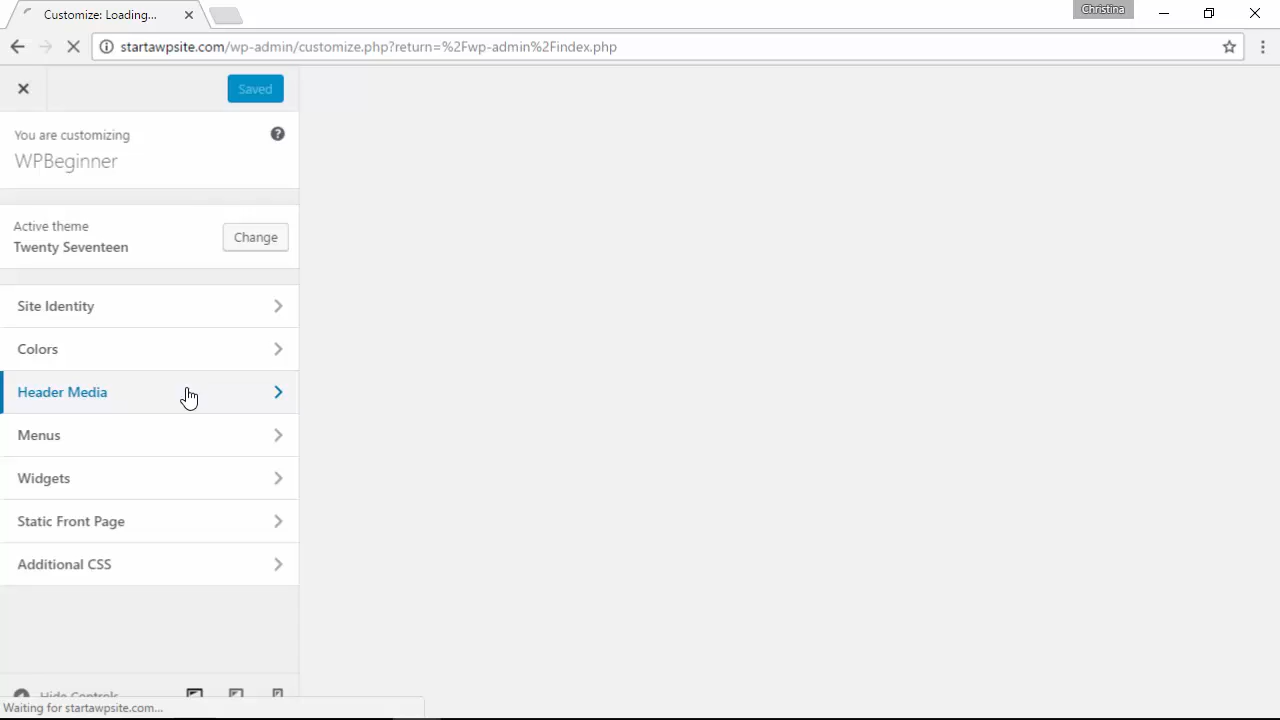 Customize: Loading...
Christina
startawpsite.com/wp-admin/customize.php?return=%2Fwp-admin%2Findex.php
Saved
You are customizing
WPBeginner
Active theme
Twenty Seventeen
Change
Site Identity
Colors
Header Media
Menus
Widgets
Static Front Page
Additional CSS
Hide Controls
Waiting for startawpsite.com...